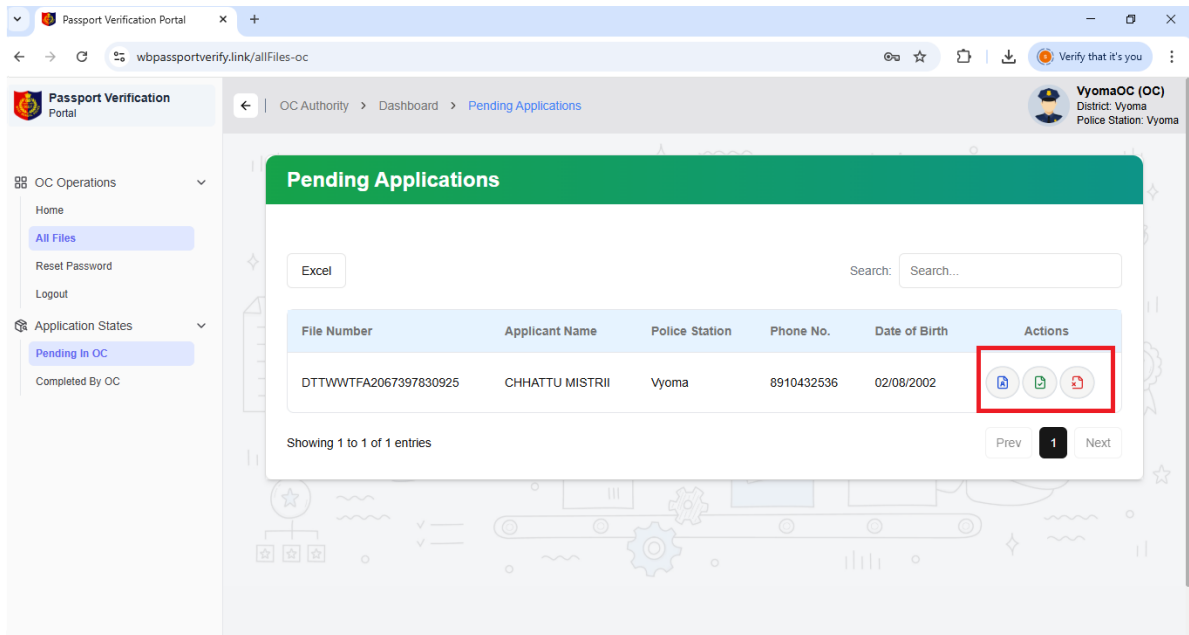 Passport Verification Portal
wbpassportverify.link/allFiles-oc
Verify that it's you
Passport Verification
Portal
OC Authority > Dashboard > Pending Applications
VyomaOC (OC)
District: Vyoma
Police Station: Vyoma
OC Operations
Home
All Files
Reset Password
Logout
Application States
Pending In OC
Completed By OC
Pending Applications
Excel
Search: Search...
File Number Applicant Name Police Station Phone No. Date of Birth Actions
DTTWWTFA2067397830925 CHHATTU MISTRII Vyoma 8910432536 02/08/2002
Showing 1 to 1 of 1 entries
Prev 1 Next